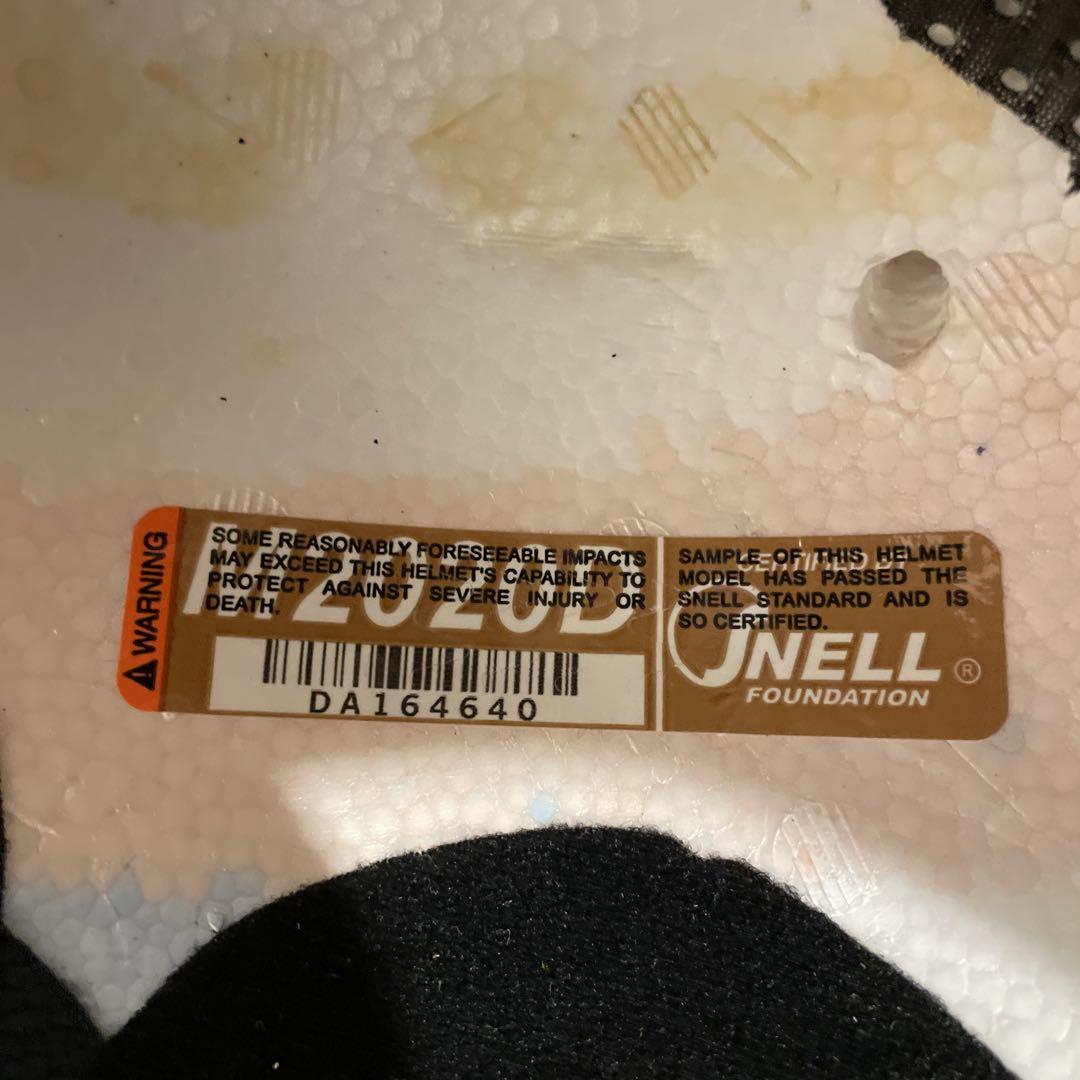 WARNING
SOME REASONABLY FORESEEABLE IMPACTS
MAY EXCEED THIS HELMET'S CAPABILITY TO
PROTECT AGAINST SEVERE INJURY OR
DEATH.
M2020D
DA164640
SAMPLE OF THIS HELMET
MODEL HAS PASSED THE
SNELL STANDARD AND IS
SO CERTIFIED.
CERTIFIED BY
SNELL ®
FOUNDATION